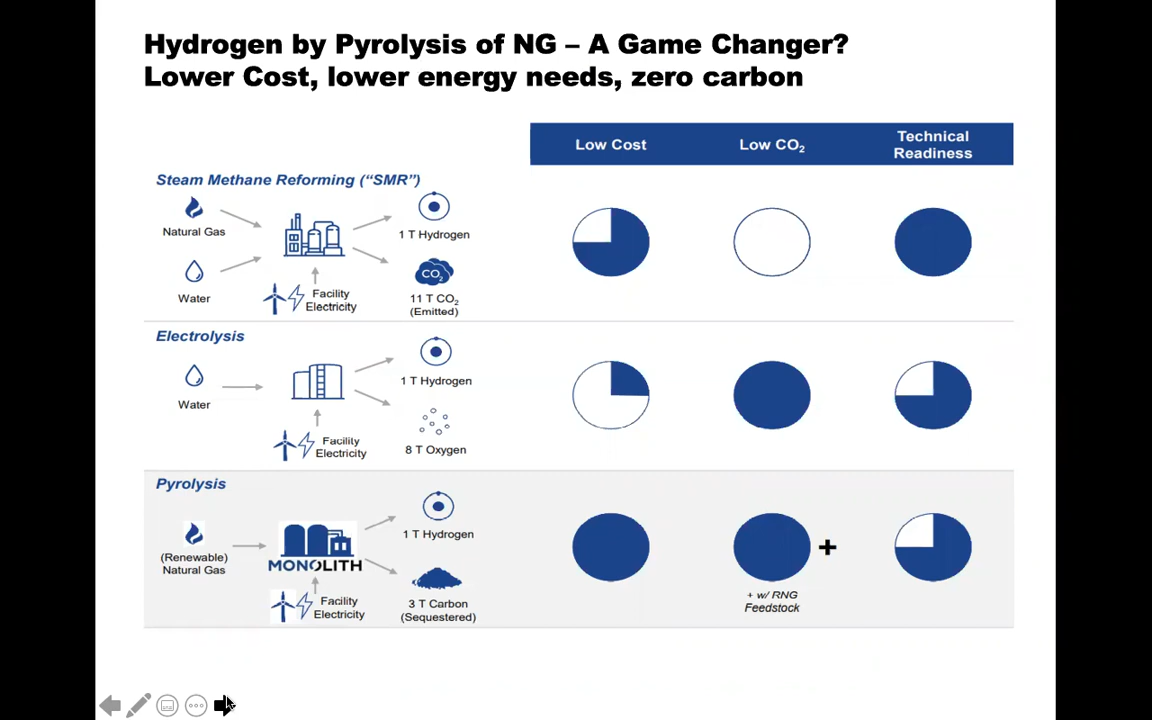 Hydrogen by Pyrolysis of NG – A Game Changer?
Lower Cost, lower energy needs, zero carbon
Low Cost
Low CO₂
Technical
Readiness
Steam Methane Reforming (“SMR”)
Natural Gas
Water
Facility
Electricity
1 T Hydrogen
CO₂
11 T CO₂
(Emitted)
Electrolysis
Water
Facility
Electricity
1 T Hydrogen
8 T Oxygen
Pyrolysis
(Renewable)
Natural Gas
MONOLITH
Facility
Electricity
1 T Hydrogen
3 T Carbon
(Sequestered)
+
+ w/ RNG
Feedstock